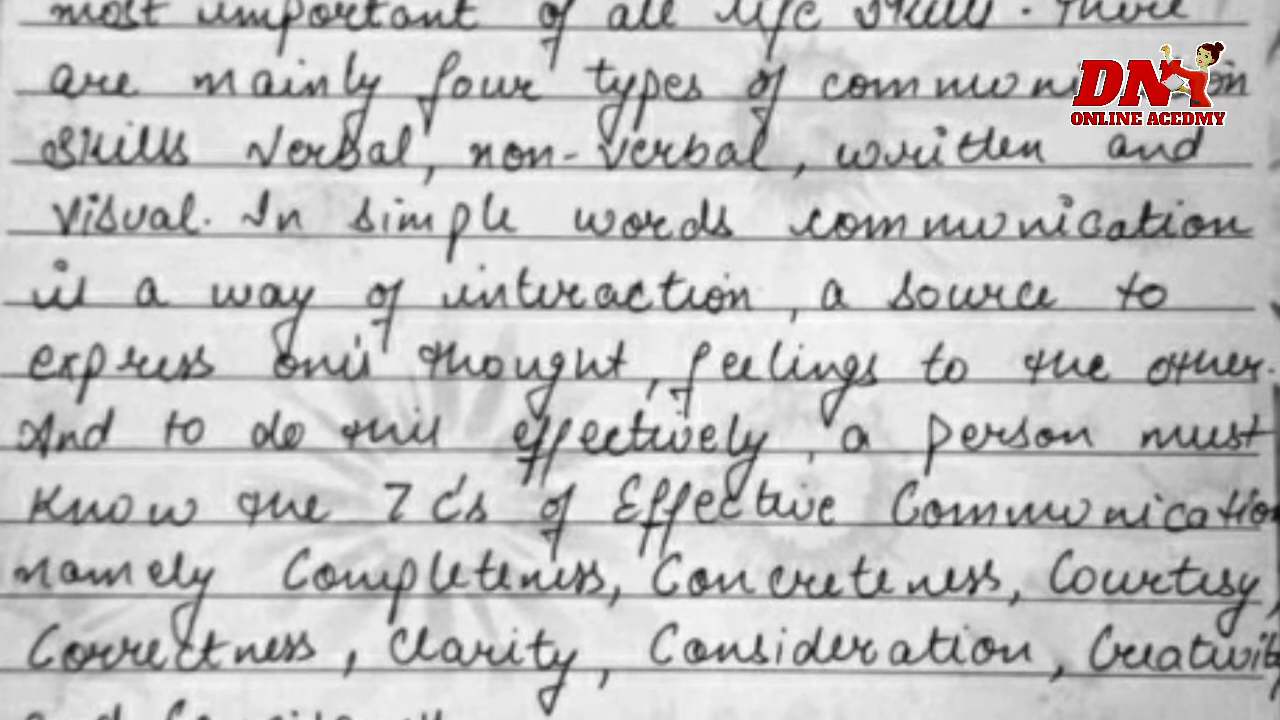 most important of all life skills. There
are mainly four types of communication
DN
ONLINE ACEDMY
skills verbal, non-verbal, written and
visual. In simple words communication
is a way of interaction, a source to
express one's thought, feelings to the other.
And to do this effectively, a person must
know the 7 C's of Effective Communication
namely Completeness, Concreteness, Courtesy,
Correctness, Clarity, Consideration, Creativity